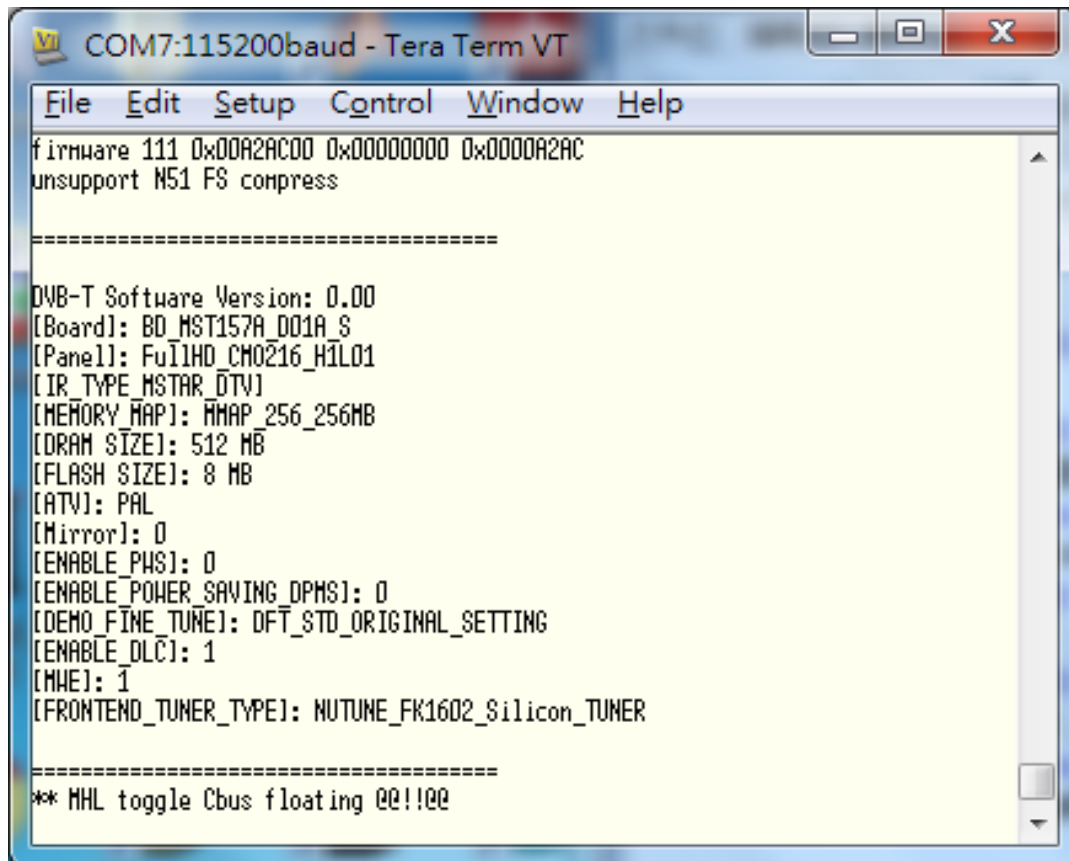 COM7:115200baud - Tera Term VT
File Edit Setup Control Window Help
firmware 111 0x00A2AC00 0x00000000 0x0000A2AC
unsupport N51 FS compress
======================================
DVB-T Software Version: 0.00
[Board]: BD_MST157A_D01A_S
[Panel]: FullHD_CMO216_H1L01
[IR_TYPE_MSTAR_DTV]
[MEMORY_MAP]: MMAP_256_256MB
[DRAM SIZE]: 512 MB
[FLASH SIZE]: 8 MB
[ATV]: PAL
[Mirror]: 0
[ENABLE_PWS]: 0
[ENABLE_POWER_SAVING_DPMS]: 0
[DEMO_FINE_TUNE]: DFT_STD_ORIGINAL_SETTING
[ENABLE_DLC]: 1
[MWE]: 1
[FRONTEND_TUNER_TYPE]: NUTUNE_FK1602_Silicon_TUNER
======================================
** MHL toggle Cbus floating @@!!@@